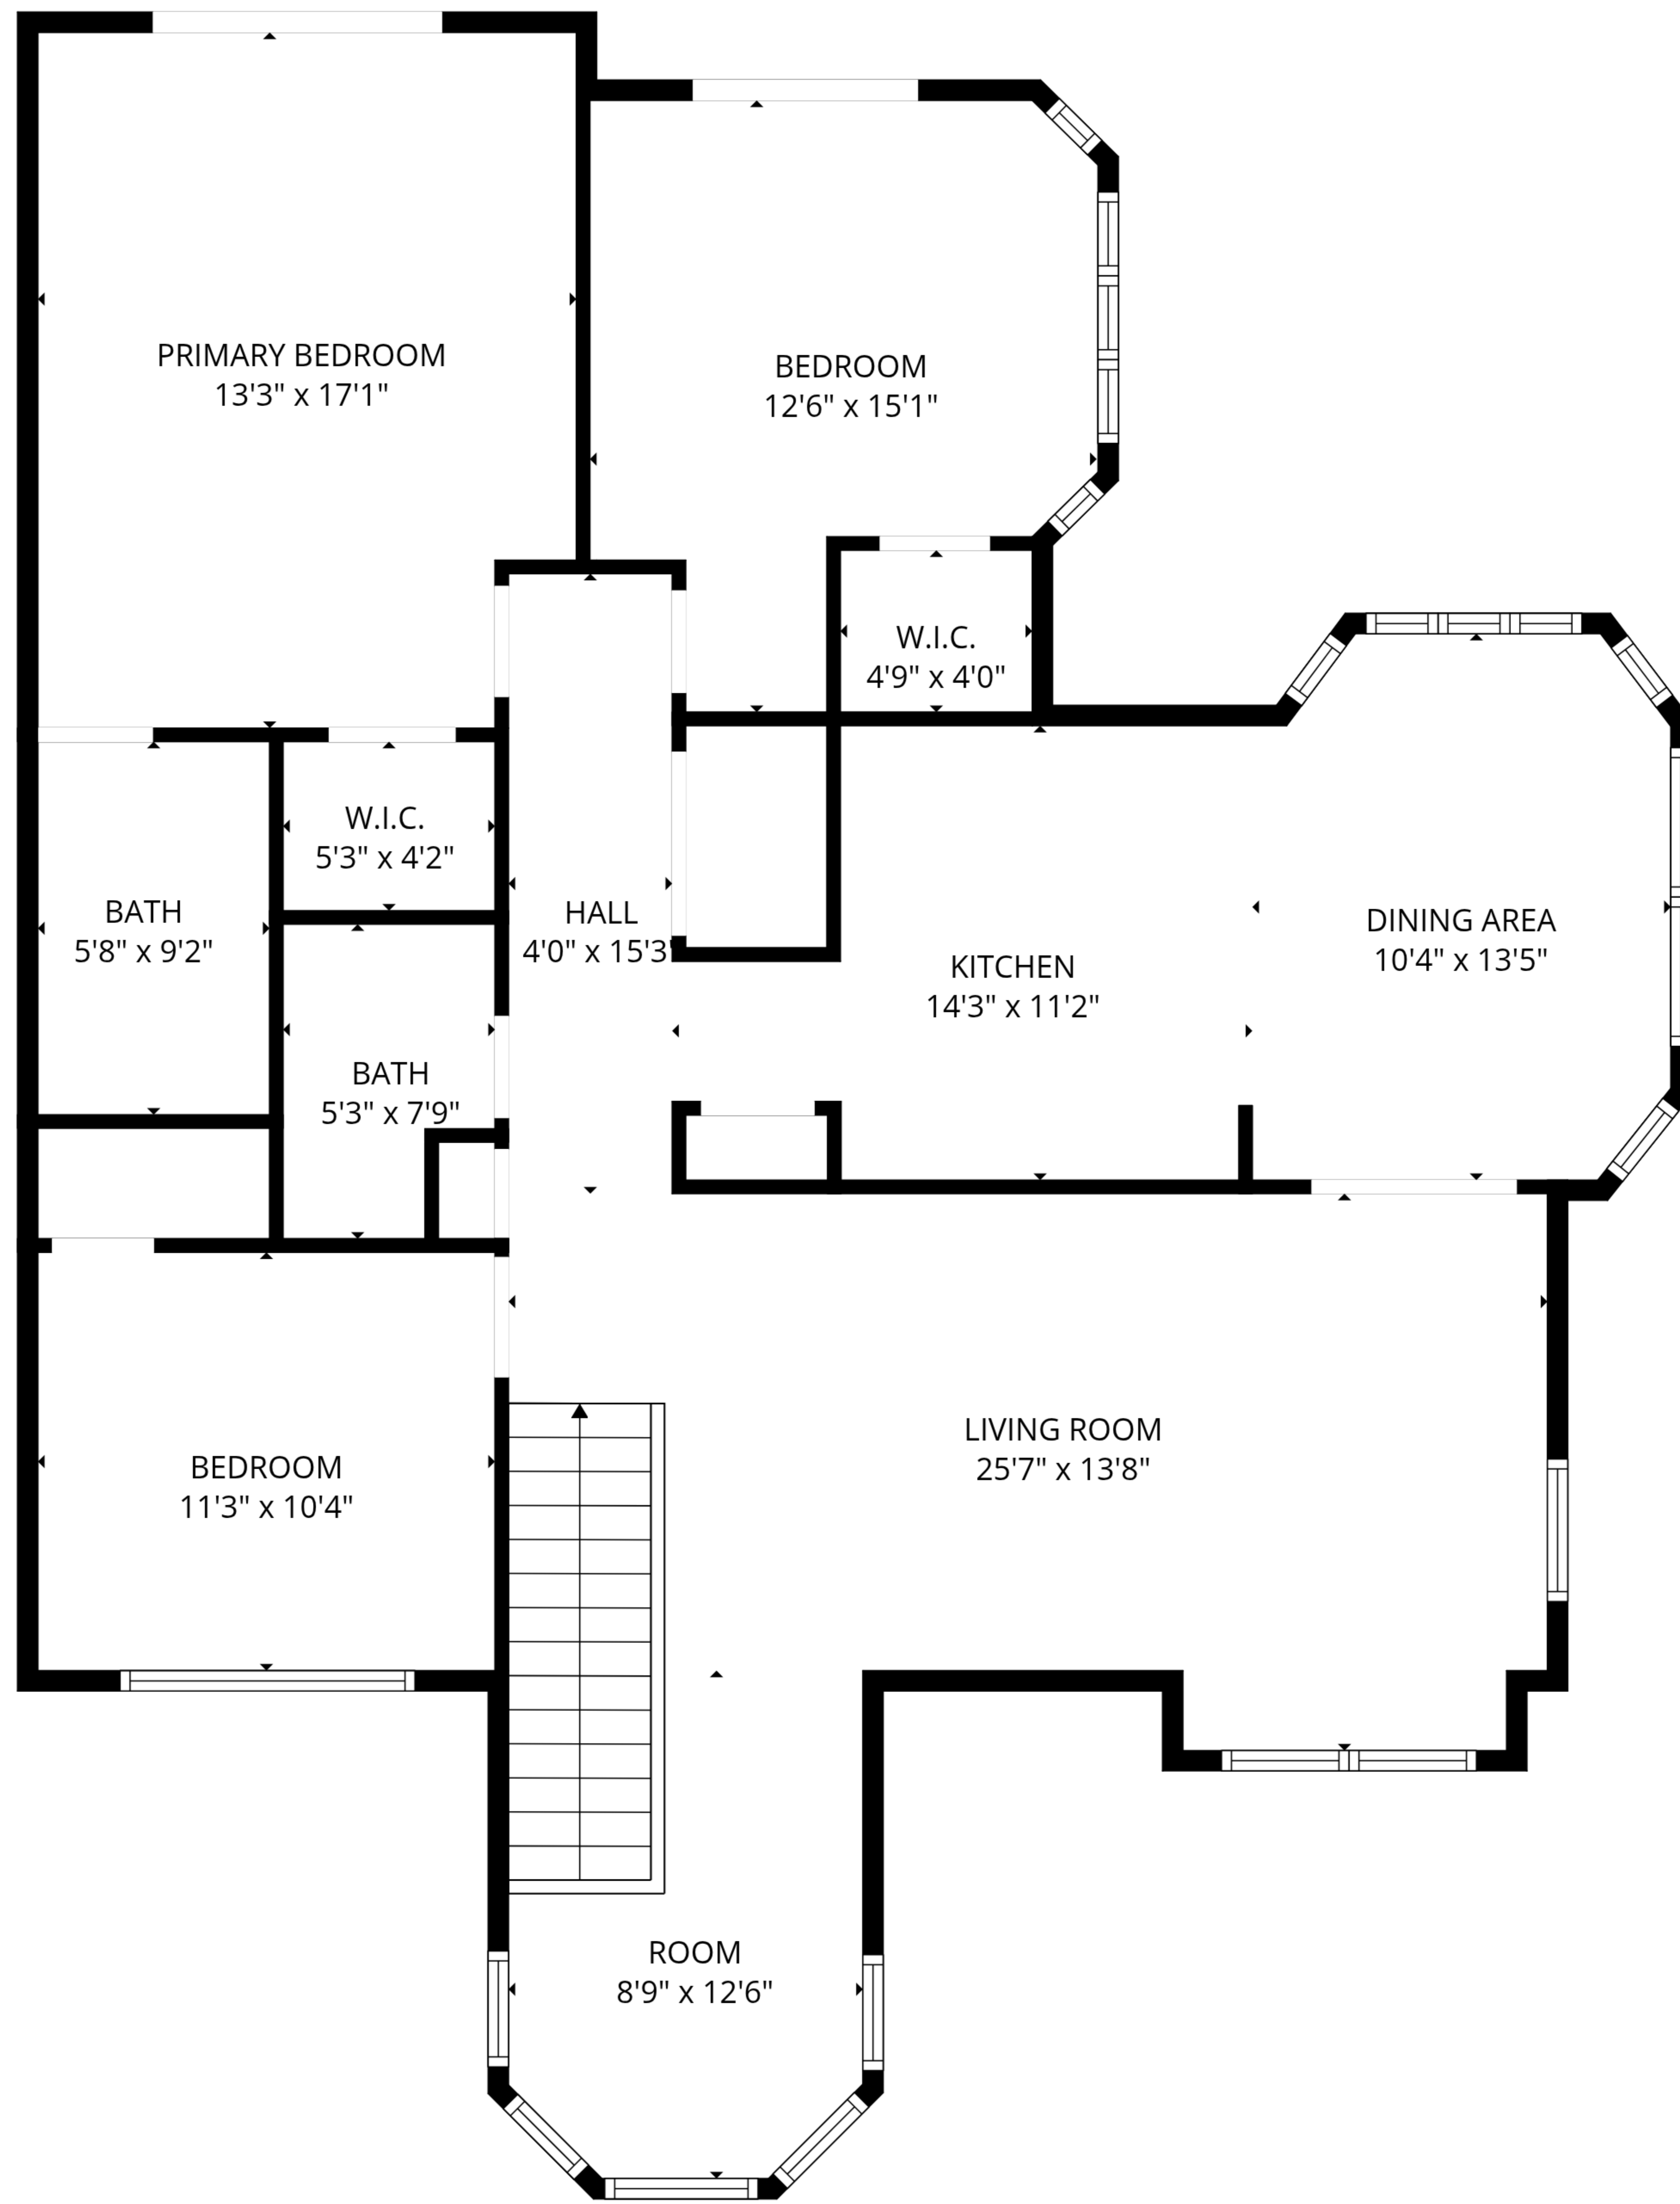 PRIMARY BEDROOM
13'3" x 17'1"
BEDROOM
12'6" x 15'1"
W.I.C.
4'9" x 4'0"
W.I.C.
5'3" x 4'2"
BATH
5'8" x 9'2"
HALL
4'0" x 15'3"
KITCHEN
14'3" x 11'2"
DINING AREA
10'4" x 13'5"
BATH
5'3" x 7'9"
BEDROOM
11'3" x 10'4"
LIVING ROOM
25'7" x 13'8"
ROOM
8'9" x 12'6"